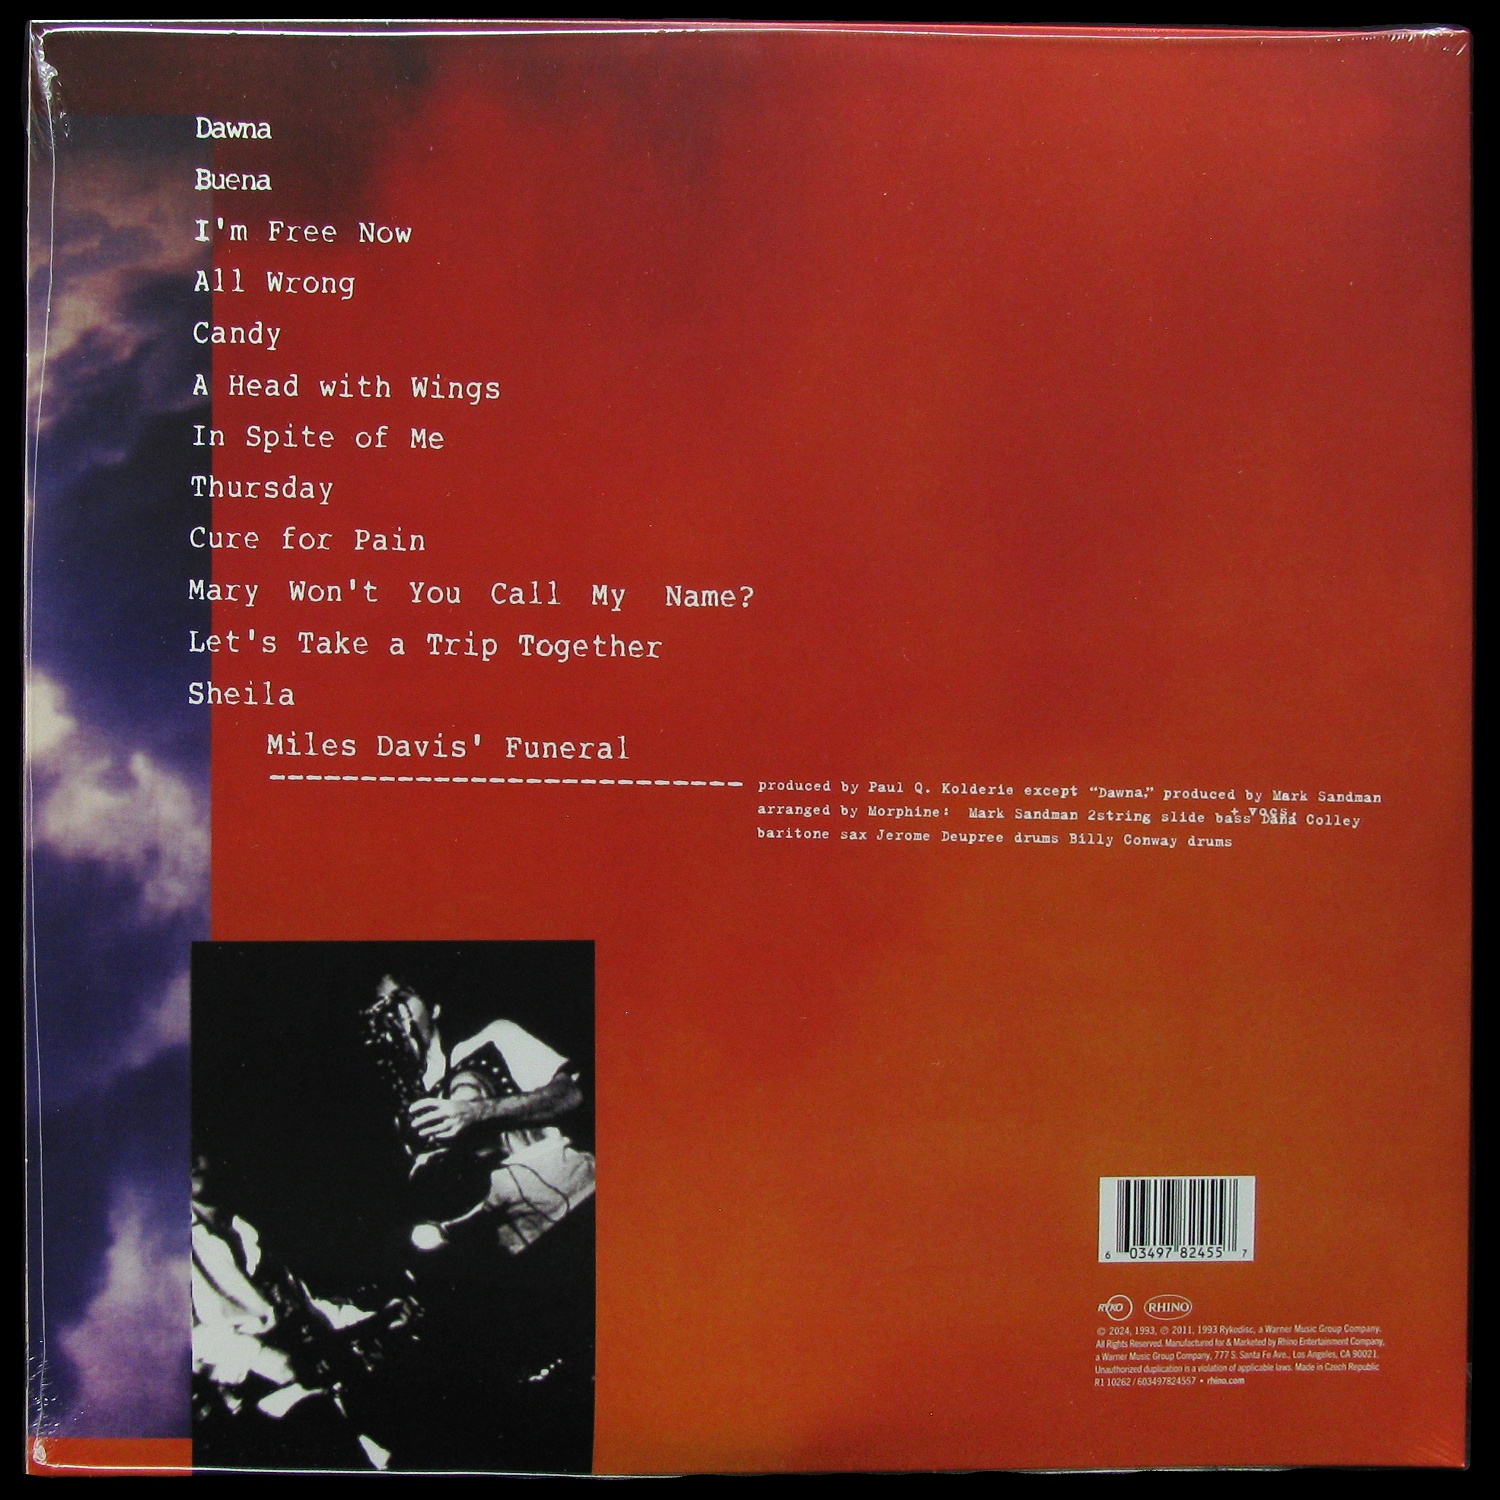 Dawna
Buena
I'm Free Now
All Wrong
Candy
A Head with Wings
In Spite of Me
Thursday
Cure for Pain
Mary Won't You Call My Name?
Let's Take a Trip Together
Sheila
Miles Davis' Funeral
produced by Paul Q. Kolderie except “Dawna,” produced by Mark Sandman
+ vocs,
arranged by Morphine: Mark Sandman 2string slide bass Dana Colley
baritone sax Jerome Deupree drums Billy Conway drums
6 03497 82455 7
RYKO RHINO
© 2024, 1993, ℗ 2011, 1993 Rykodisc, a Warner Music Group Company.
All Rights Reserved. Manufactured for & Marketed by Rhino Entertainment Company,
a Warner Music Group Company, 777 S. Santa Fe Ave., Los Angeles, CA 90021.
Unauthorized duplication is a violation of applicable laws. Made in Czech Republic
R1 10262 / 603497824557 • rhino.com